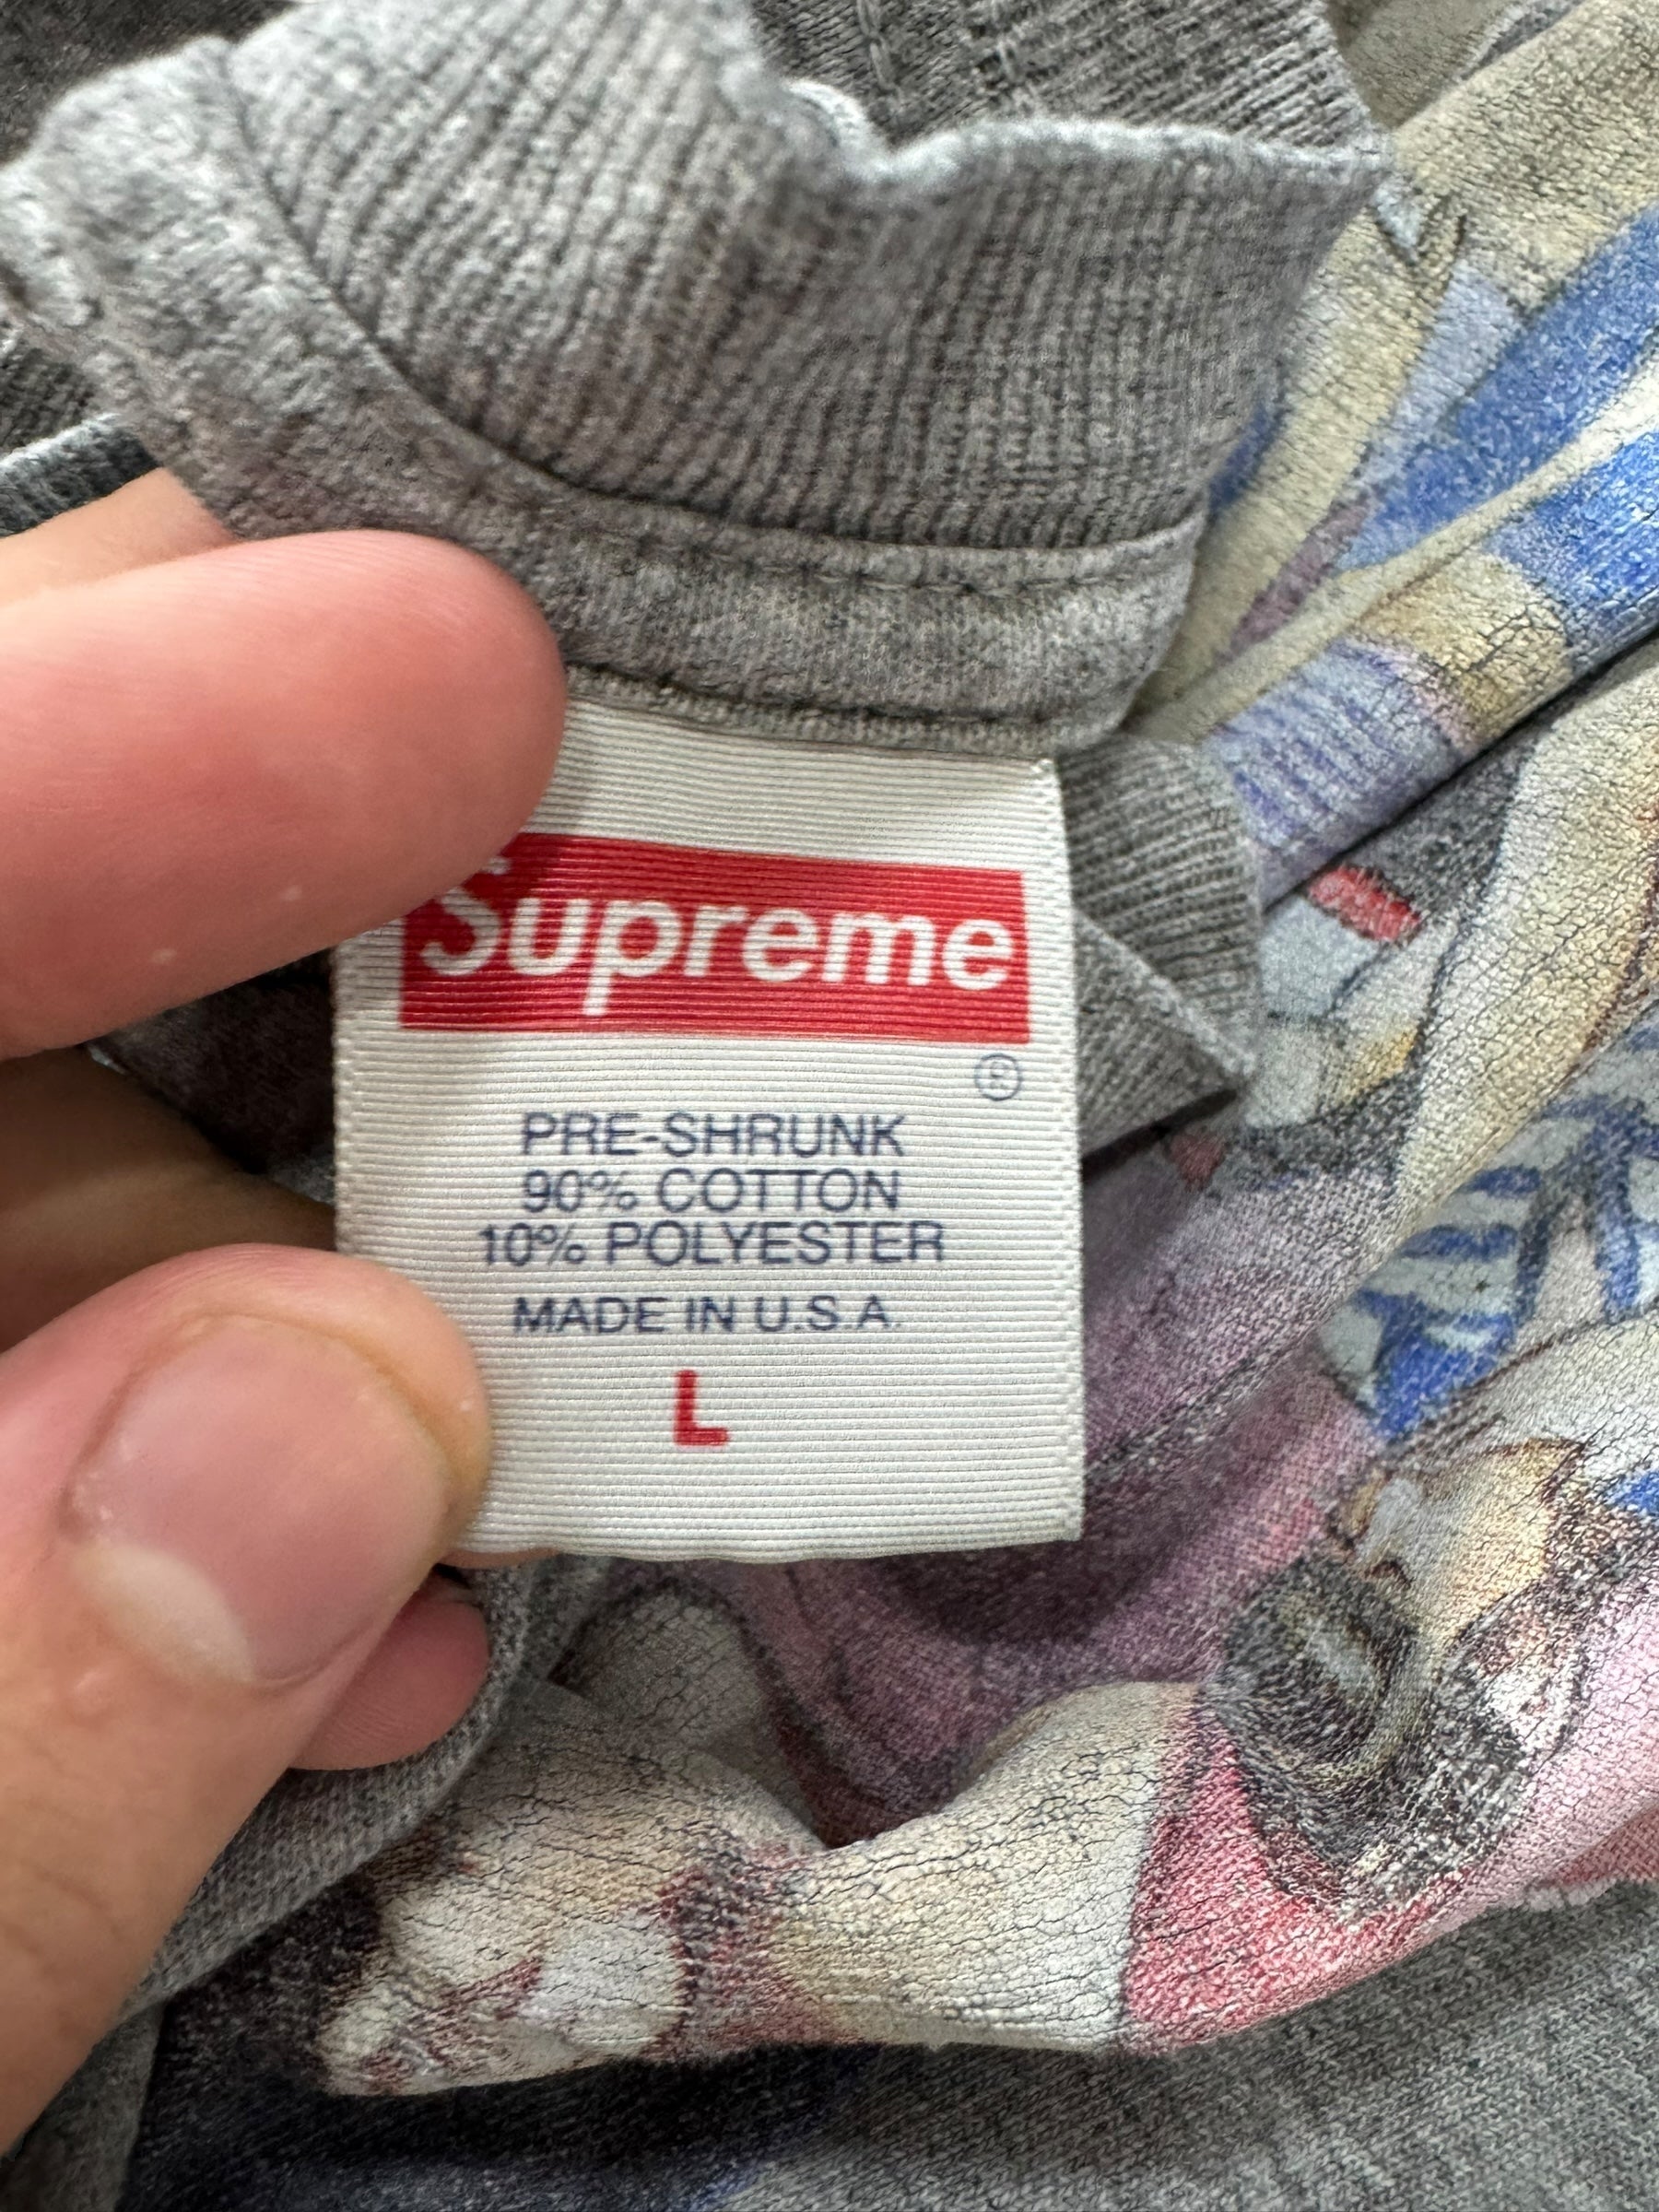 Supreme
®
PRE-SHRUNK
90% COTTON
10% POLYESTER
MADE IN U.S.A.
L